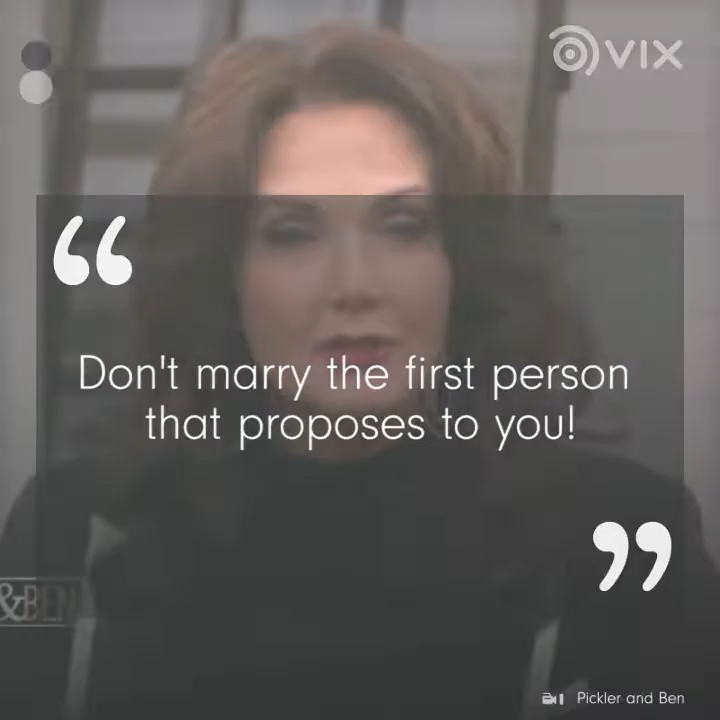 VIX
“
Don't marry the first person
that proposes to you!
”
&BEN
Pickler and Ben